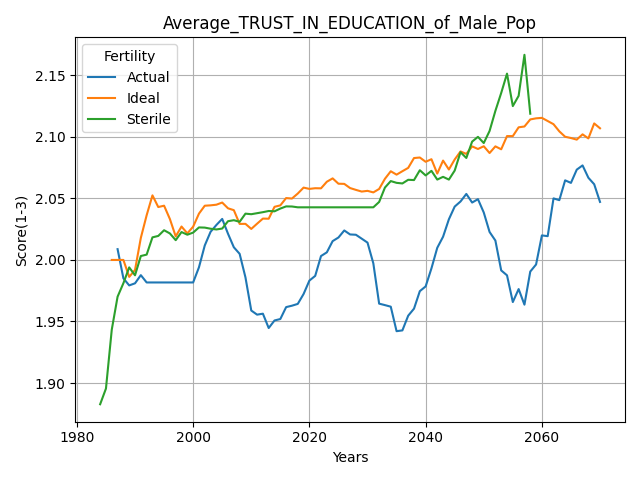 Average_TRUST_IN_EDUCATION_of_Male_Pop
Fertility
Actual
Ideal
Sterile
Score(1-3)
2.15
2.10
2.05
2.00
1.95
1.90
1980
2000
2020
2040
2060
Years